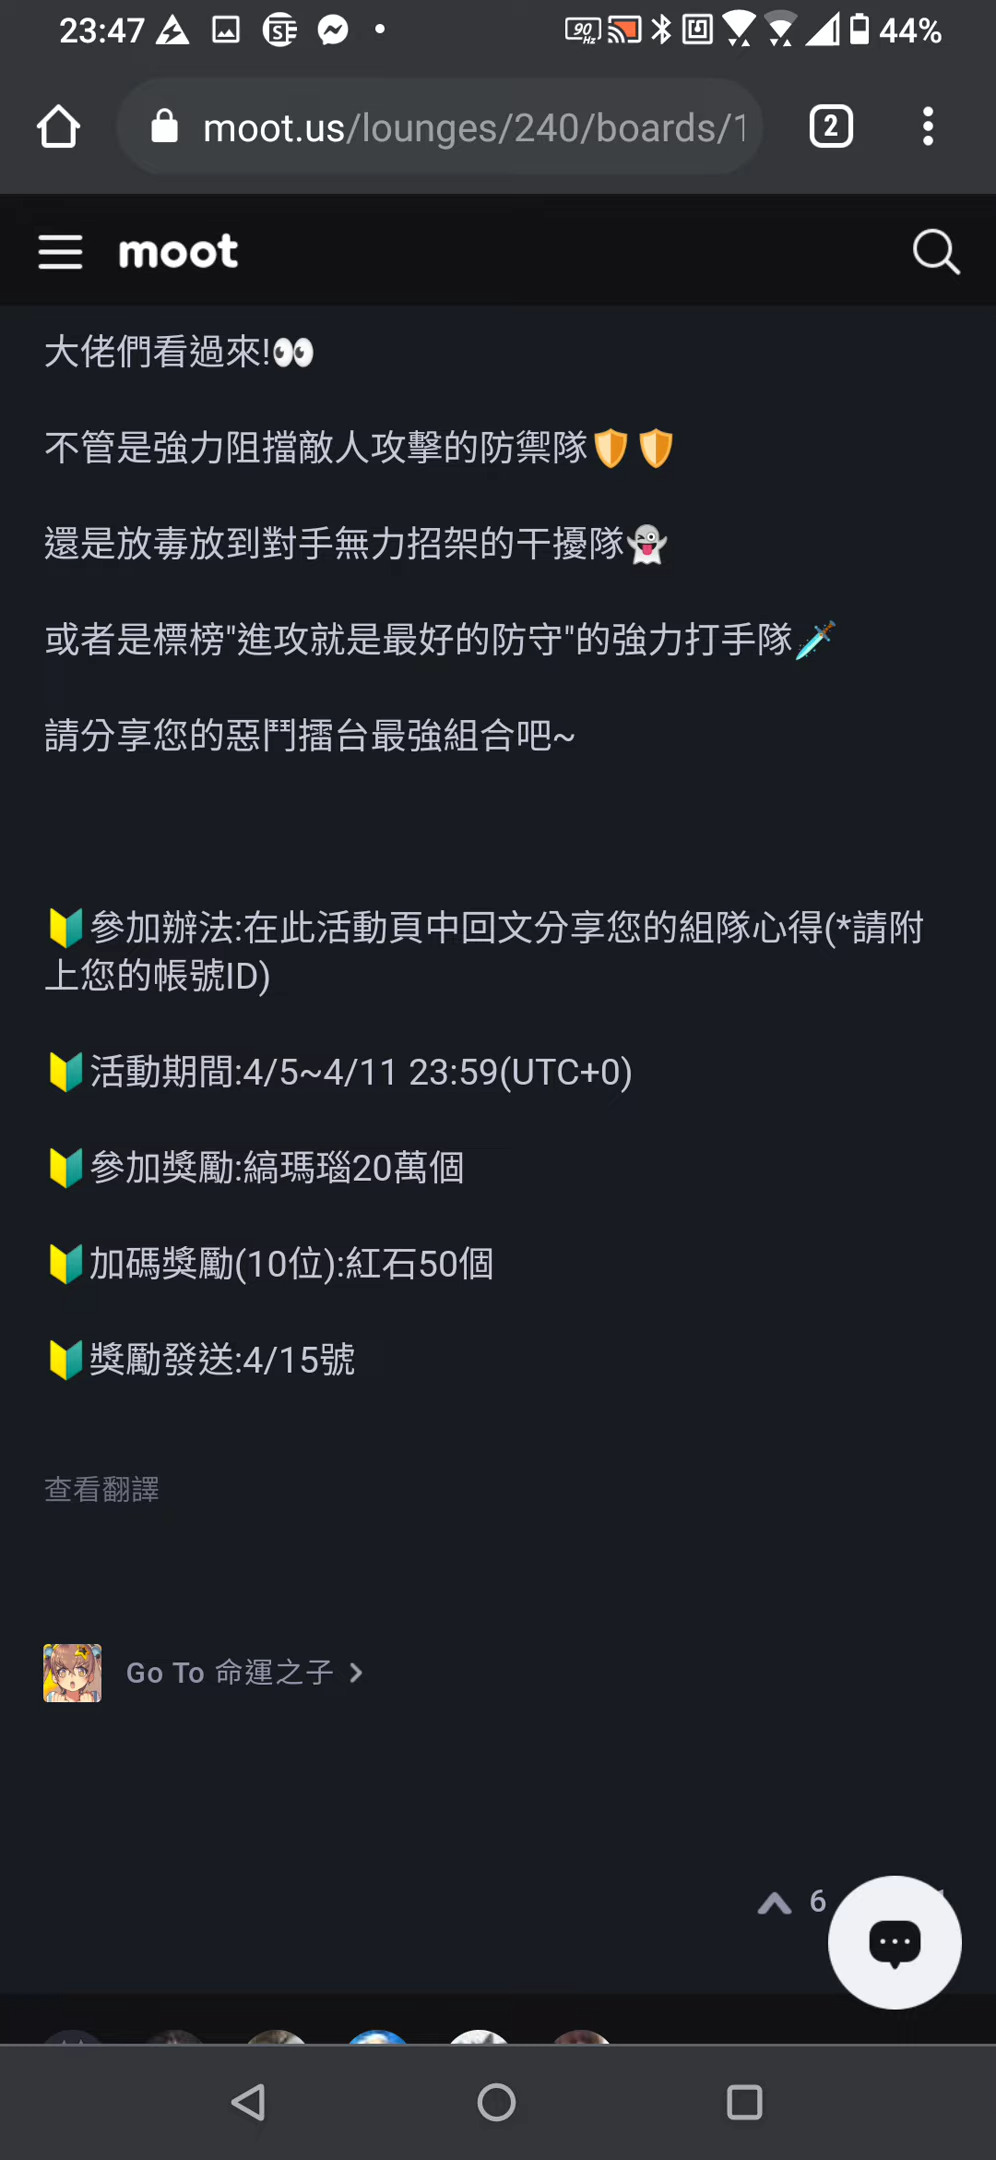 23:47
90Hz
44%
moot.us/lounges/240/boards/1
2
moot
大佬們看過來!👀
不管是強力阻擋敵人攻擊的防禦隊🛡️🛡️
還是放毒放到對手無力招架的干擾隊👻
或者是標榜"進攻就是最好的防守"的強力打手隊🗡️
請分享您的惡鬥擂台最強組合吧~
🔰參加辦法:在此活動頁中回文分享您的組隊心得(*請附
上您的帳號ID)
🔰活動期間:4/5~4/11 23:59(UTC+0)
🔰參加獎勵:縞瑪瑙20萬個
🔰加碼獎勵(10位):紅石50個
🔰獎勵發送:4/15號
查看翻譯
Go To 命運之子
6